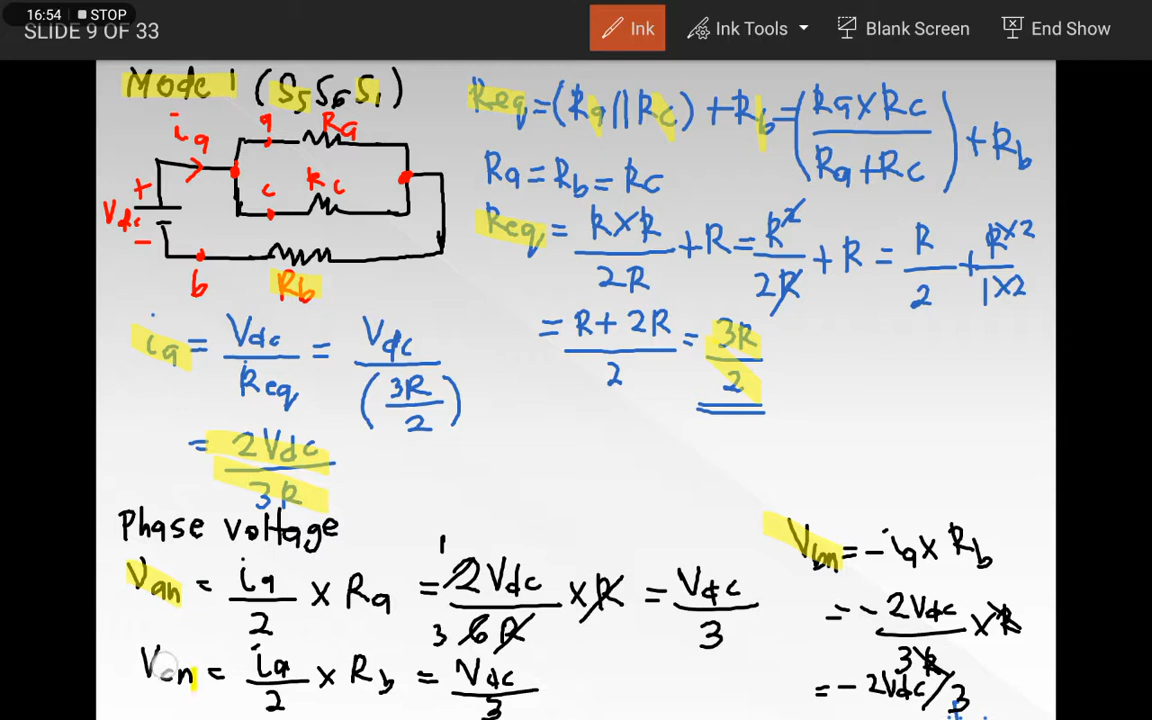 16:54 STOP
SLIDE 9 OF 33
Ink
Ink Tools
Blank Screen
End Show
Mode 1 (S5 S6 S1)
ia
a
Ra
c
Rc
+
Vdc
-
b
Rb
Req = (Ra || Rc) + Rb = (Ra x Rc / Ra + Rc) + Rb
Ra = Rb = Rc
Req = R x R / 2R + R = R² / 2R + R = R / 2 + R x2 / 1 x2
= R + 2R / 2 = 3R / 2
ia = Vdc / Req = Vdc / (3R / 2)
= 2Vdc / 3R
Phase voltage
Van = ia / 2 x Ra = 1 2Vdc / 3 6R x R = Vdc / 3
Vcn = ia / 2 x Rb = Vdc / 3
Vbn = -ia x Rb
= - 2Vdc / 3R x R
= - 2Vdc / 3